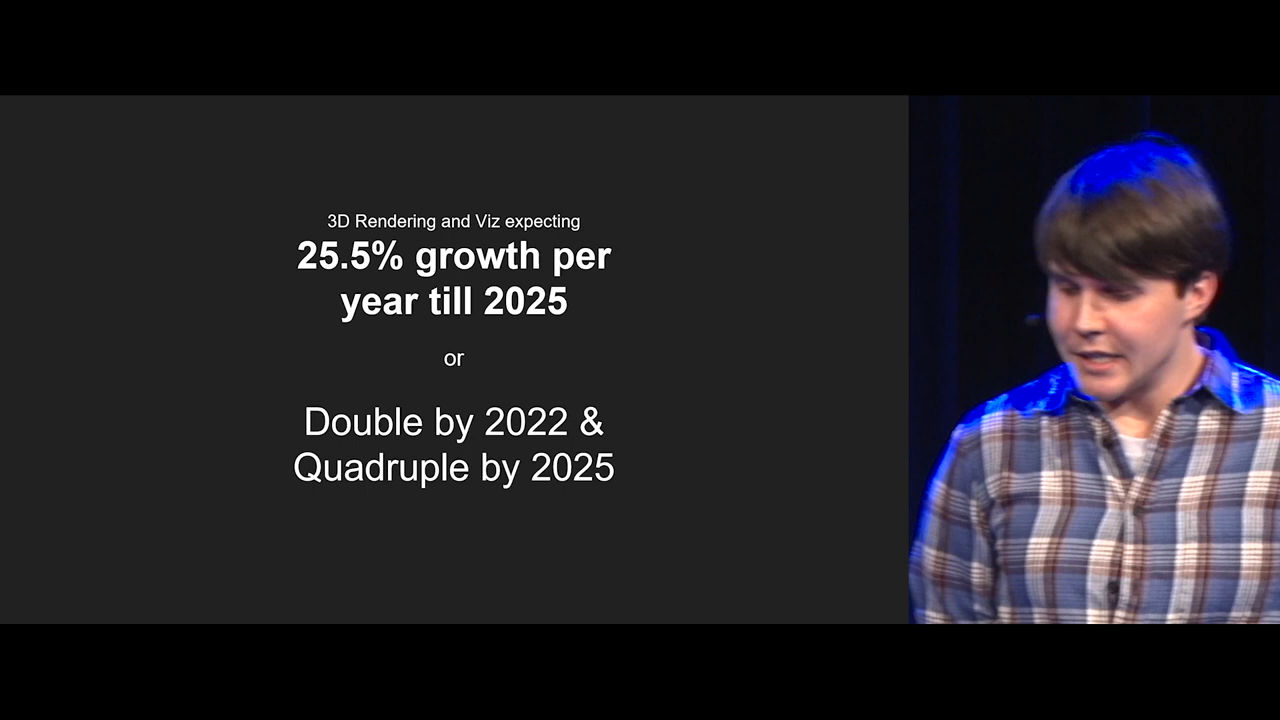 3D Rendering and Viz expecting
25.5% growth per
year till 2025
or
Double by 2022 &
Quadruple by 2025